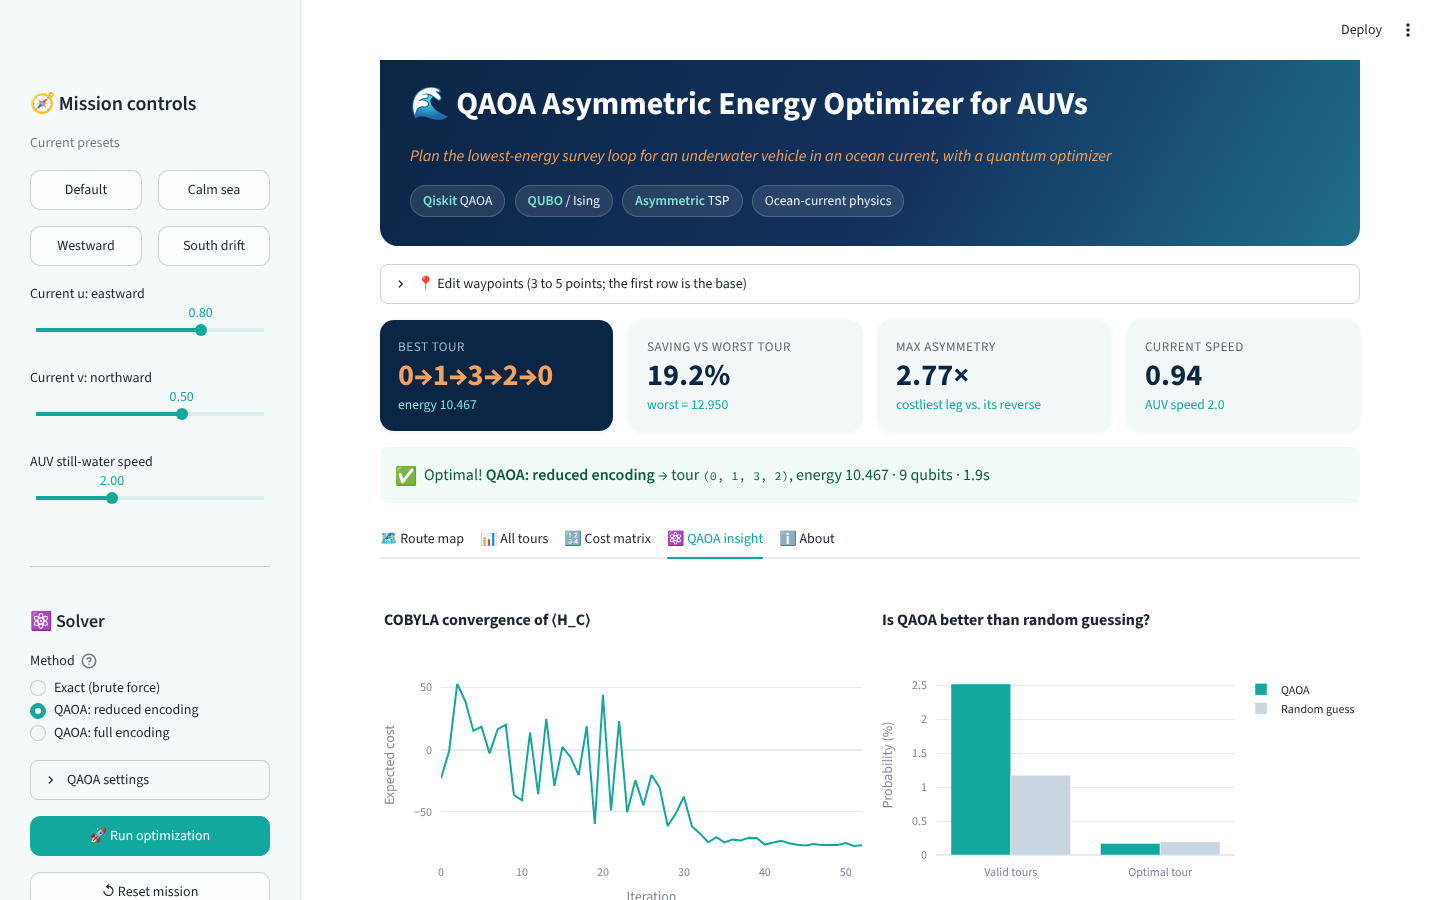 Deploy
Mission controls
Current presets
Default
Calm sea
Westward
South drift
Current u: eastward
0.80
Current v: northward
0.50
AUV still-water speed
2.00
Solver
Method
Exact (brute force)
QAOA: reduced encoding
QAOA: full encoding
QAOA settings
🚀 Run optimization
↺ Reset mission
🌊 QAOA Asymmetric Energy Optimizer for AUVs
Plan the lowest-energy survey loop for an underwater vehicle in an ocean current, with a quantum optimizer
Qiskit QAOA
QUBO / Ising
Asymmetric TSP
Ocean-current physics
📍 Edit waypoints (3 to 5 points; the first row is the base)
BEST TOUR
0→1→3→2→0
energy 10.467
SAVING VS WORST TOUR
19.2%
worst = 12.950
MAX ASYMMETRY
2.77×
costliest leg vs. its reverse
CURRENT SPEED
0.94
AUV speed 2.0
✅ Optimal! QAOA: reduced encoding → tour (0, 1, 3, 2), energy 10.467 · 9 qubits · 1.9s
Route map
All tours
Cost matrix
QAOA insight
About
COBYLA convergence of ⟨H_C⟩
50
0
−50
Expected cost
0
10
20
30
40
50
Iteration
Is QAOA better than random guessing?
2.5
2
1.5
1
0.5
0
Probability (%)
Valid tours
Optimal tour
QAOA
Random guess